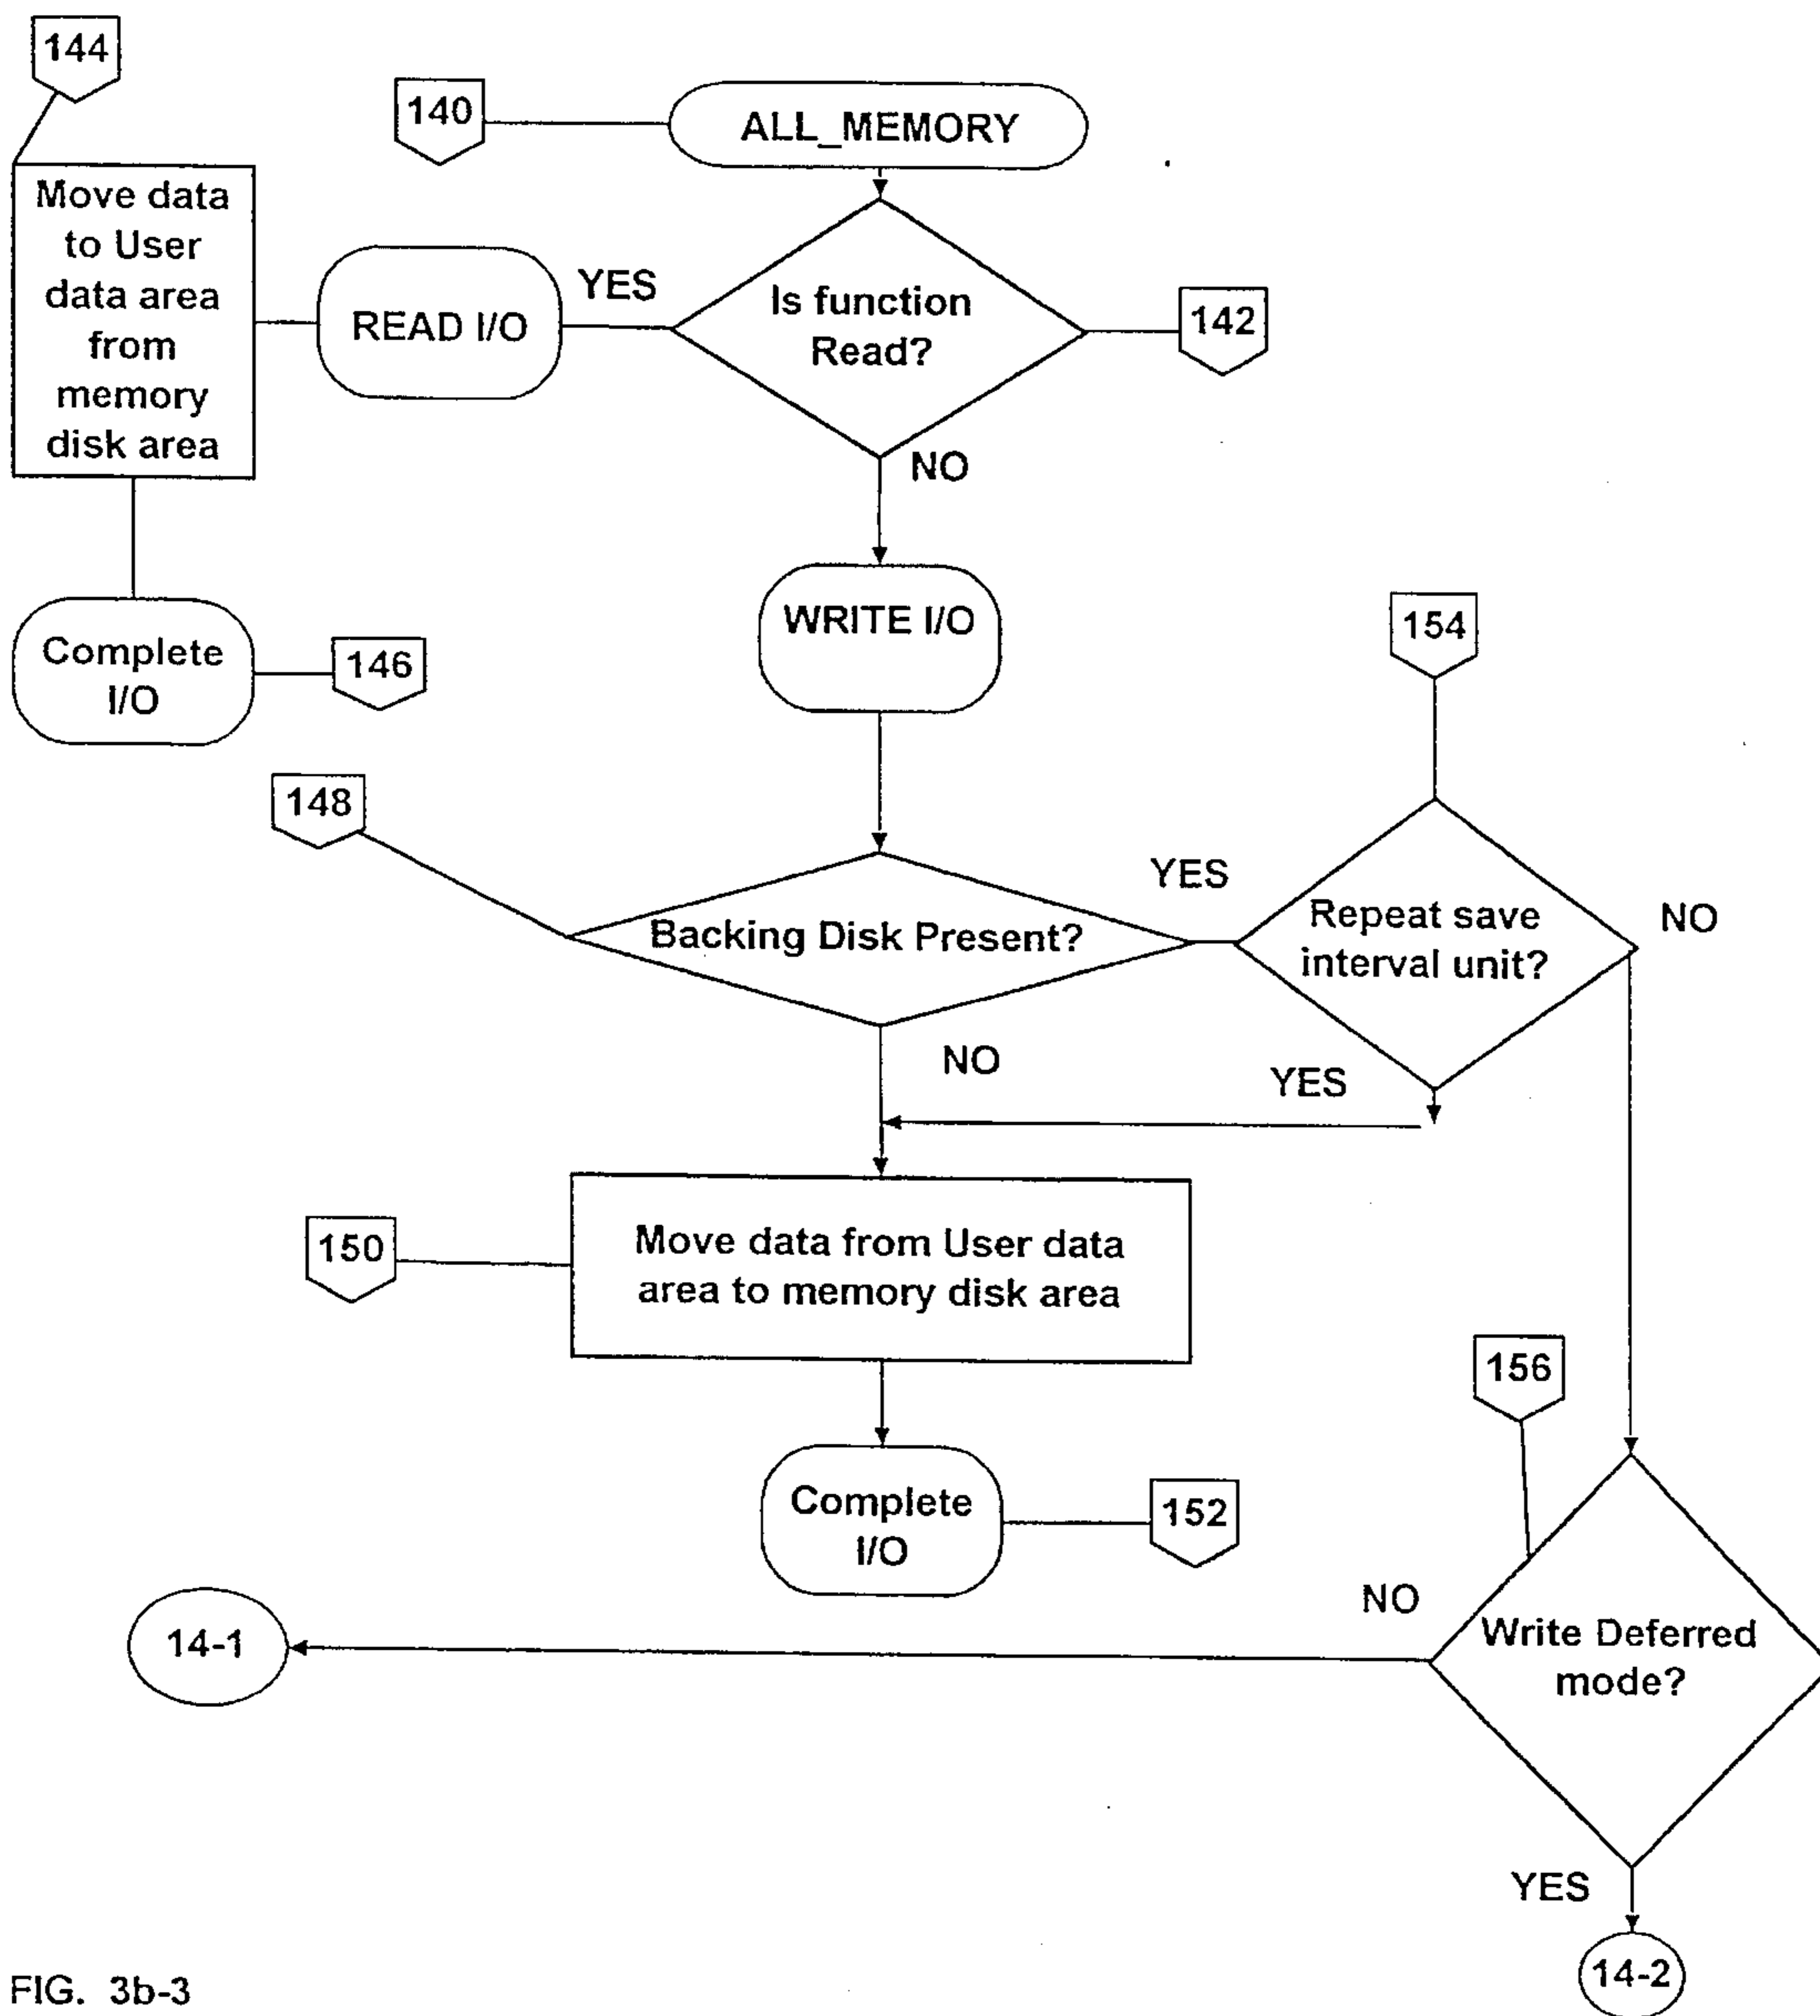 144
140
ALL_MEMORY
Move data
to User
data area
from
memory
disk area
READ I/O
YES
Is function
Read?
142
NO
WRITE I/O
154
Complete
I/O
146
148
Backing Disk Present?
YES
Repeat save
interval unit?
NO
NO
YES
150
Move data from User data
area to memory disk area
156
Complete
I/O
152
14-1
NO
Write Deferred
mode?
YES
14-2
FIG. 3b-3